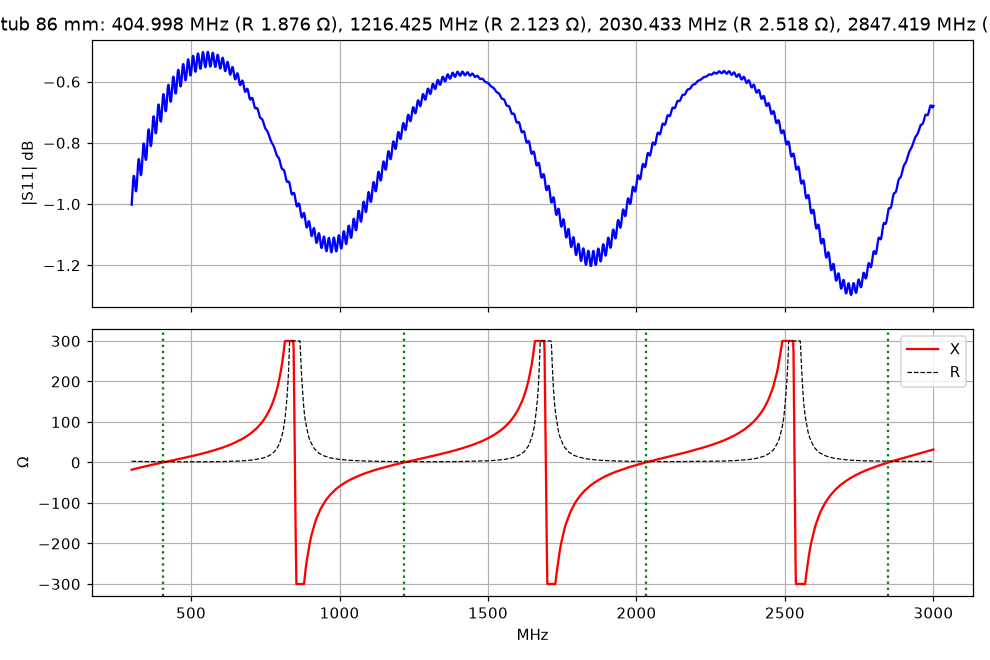 tub 86 mm: 404.998 MHz (R 1.876 Ω), 1216.425 MHz (R 2.123 Ω), 2030.433 MHz (R 2.518 Ω), 2847.419 MHz (
−0.6
−0.8
−1.0
−1.2
|S11| dB
300
200
100
0
−100
−200
−300
Ω
X
R
500 1000 1500 2000 2500 3000
MHz